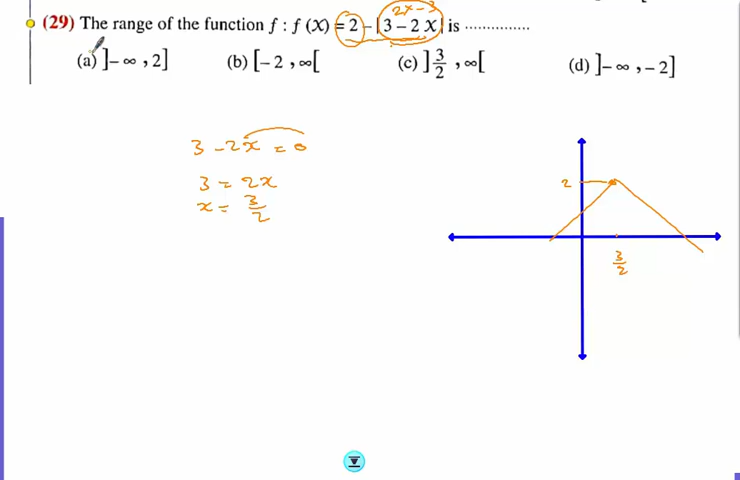 2x-3
(29) The range of the function f : f (X) = 2 - |3 - 2 X| is ...............
(a) ]-∞ , 2]   (b) [-2 , ∞[   (c) ]3/2 , ∞[   (d) ]-∞ , -2]
3 - 2x = 0
3 = 2x
x = 3/2
2
3/2